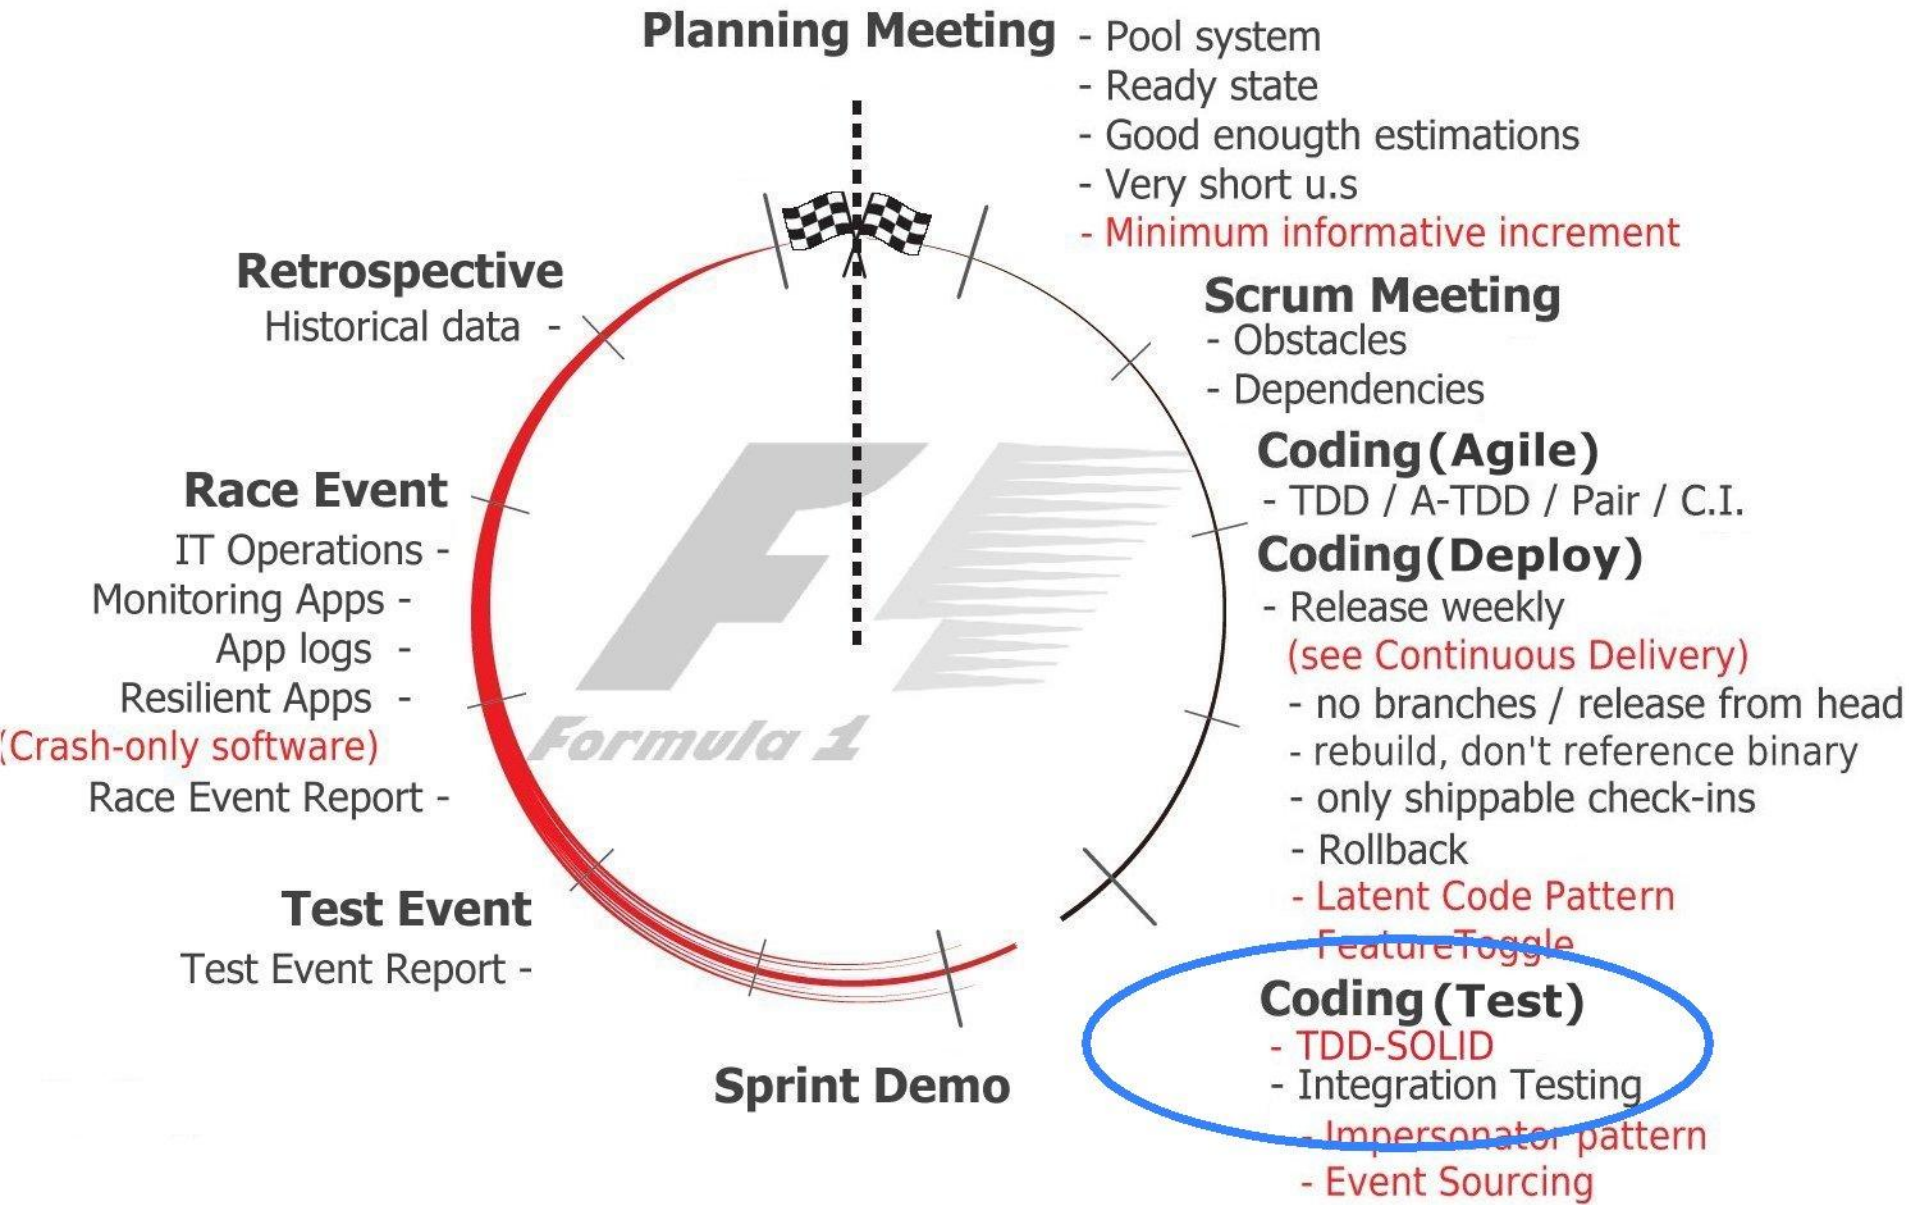 Planning Meeting
- Pool system
- Ready state
- Good enougth estimations
- Very short u.s
- Minimum informative increment
Scrum Meeting
- Obstacles
- Dependencies
Coding (Agile)
- TDD / A-TDD / Pair / C.I.
Coding (Deploy)
- Release weekly
(see Continuous Delivery)
- no branches / release from head
- rebuild, don't reference binary
- only shippable check-ins
- Rollback
- Latent Code Pattern
- FeatureToggle
Coding (Test)
- TDD-SOLID
- Integration Testing
- Impersonator pattern
- Event Sourcing
Sprint Demo
Test Event
Test Event Report -
Race Event
IT Operations -
Monitoring Apps -
App logs -
Resilient Apps -
(Crash-only software)
Race Event Report -
Retrospective
Historical data -
F1
Formula 1